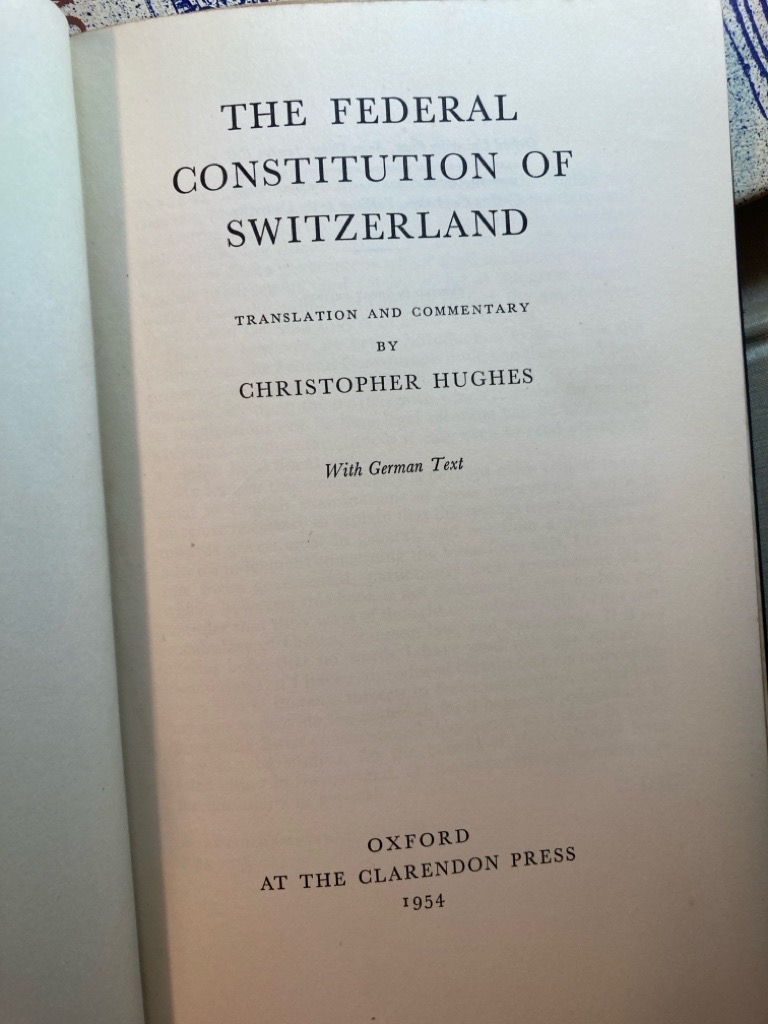 THE FEDERAL
CONSTITUTION OF
SWITZERLAND
TRANSLATION AND COMMENTARY
BY
CHRISTOPHER HUGHES
With German Text
OXFORD
AT THE CLARENDON PRESS
1954